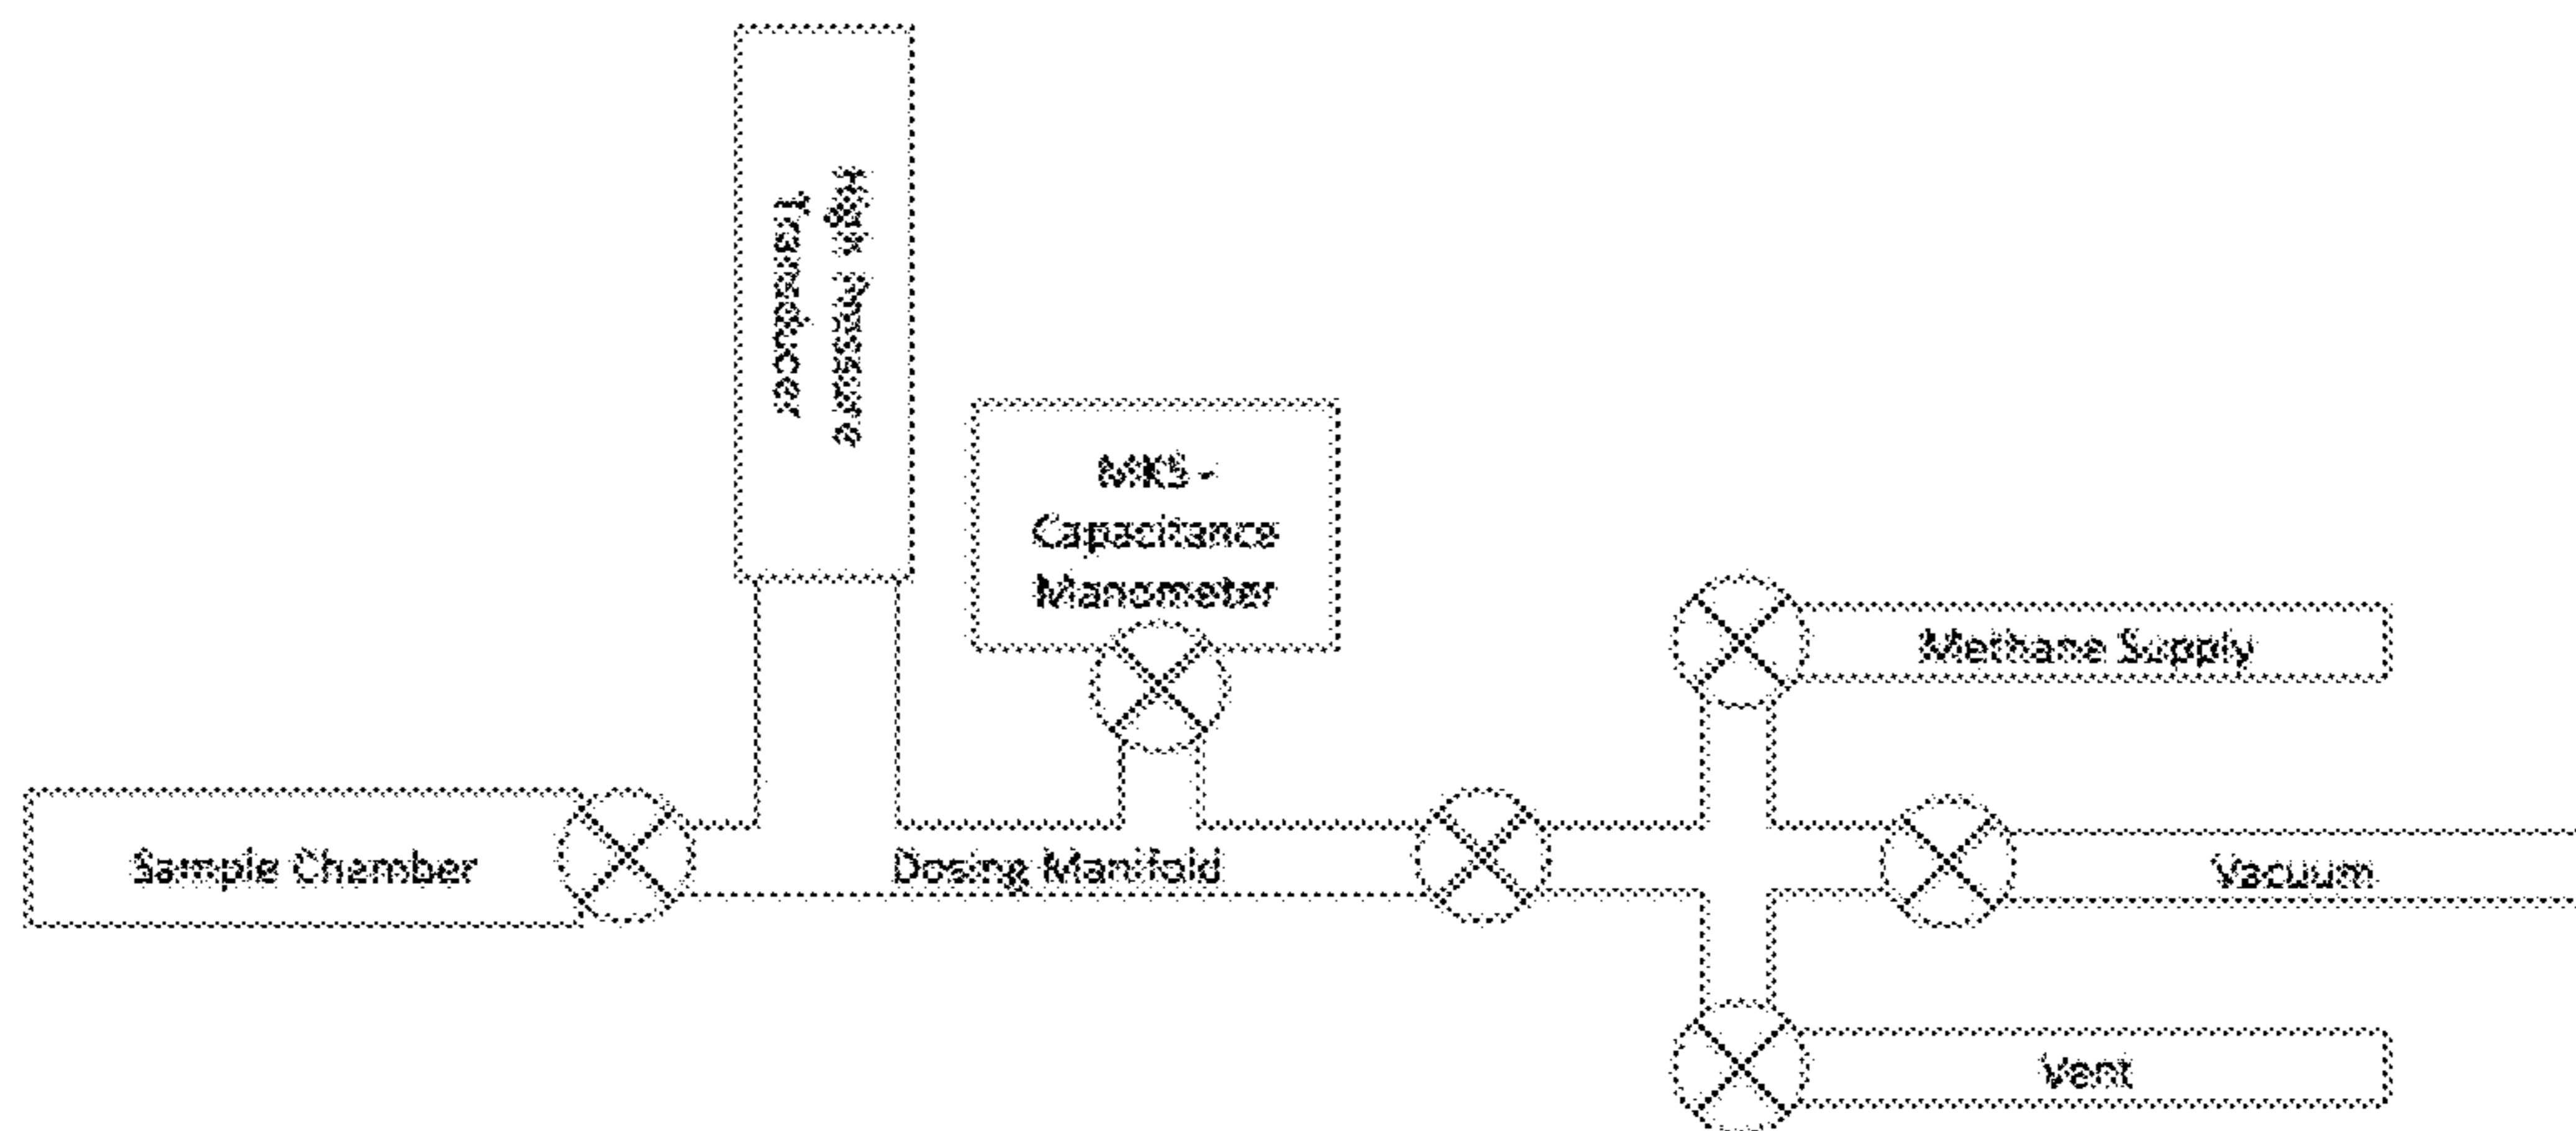 High Pressure
Transducer
MKS -
Capacitance
Manometer
Methane Supply
Sample Chamber
Dosing Manifold
Vacuum
Vent